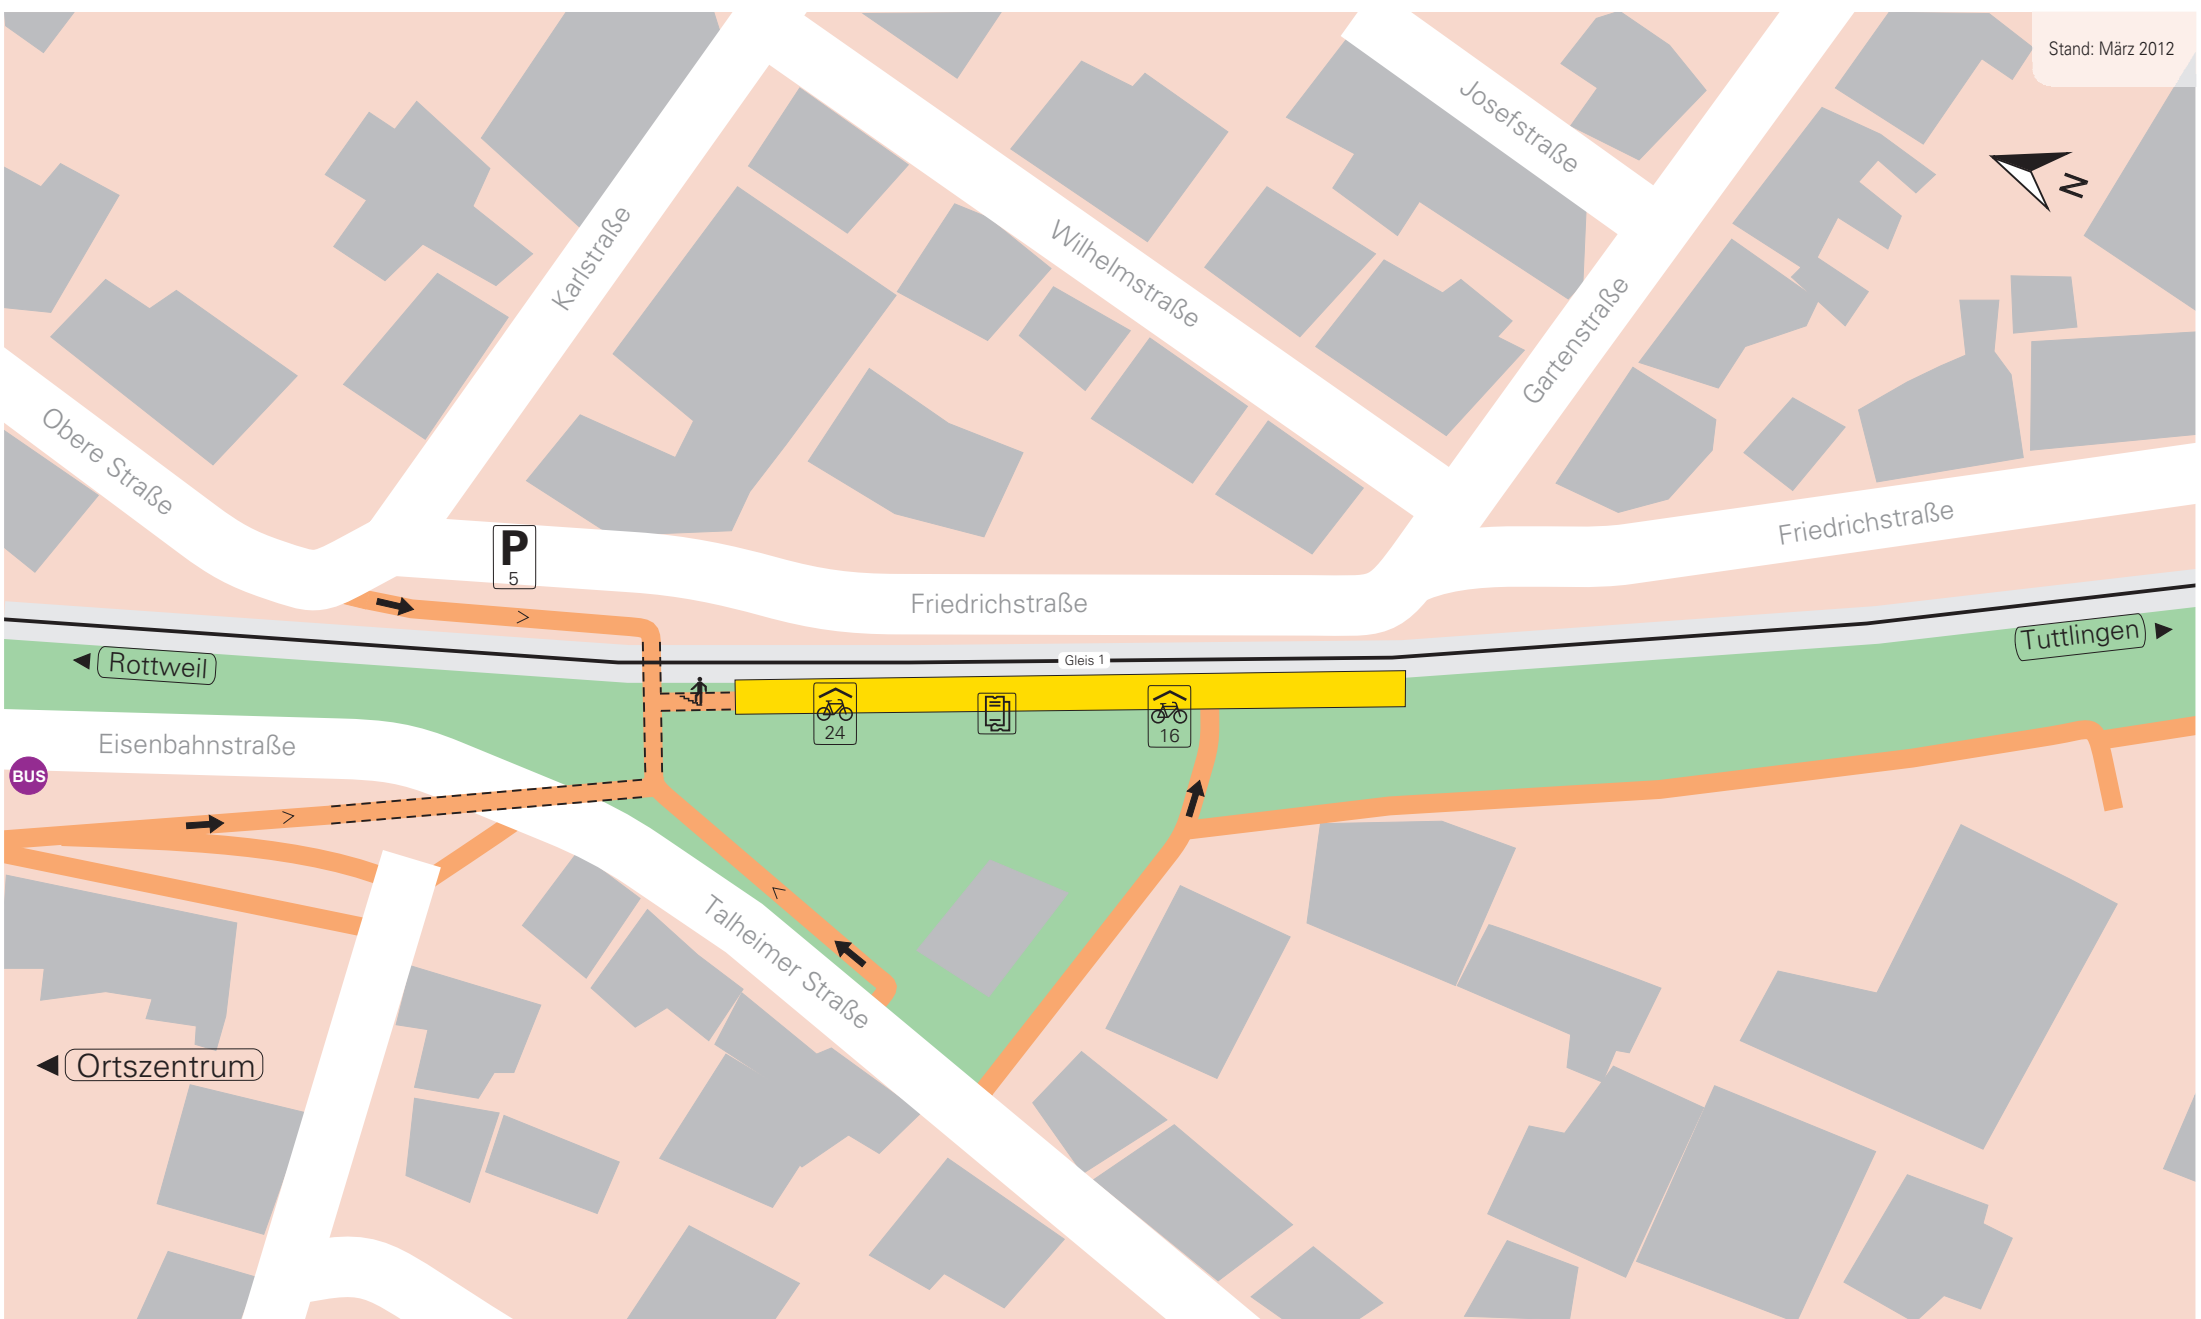 Stand: März 2012
Josefstraße
N
Karlstraße
Wilhelmstraße
Gartenstraße
Obere Straße
Friedrichstraße
P
5
Friedrichstraße
Tuttlingen
Rottweil
Gleis 1
24
16
Eisenbahnstraße
BUS
Talheimer Straße
Ortszentrum